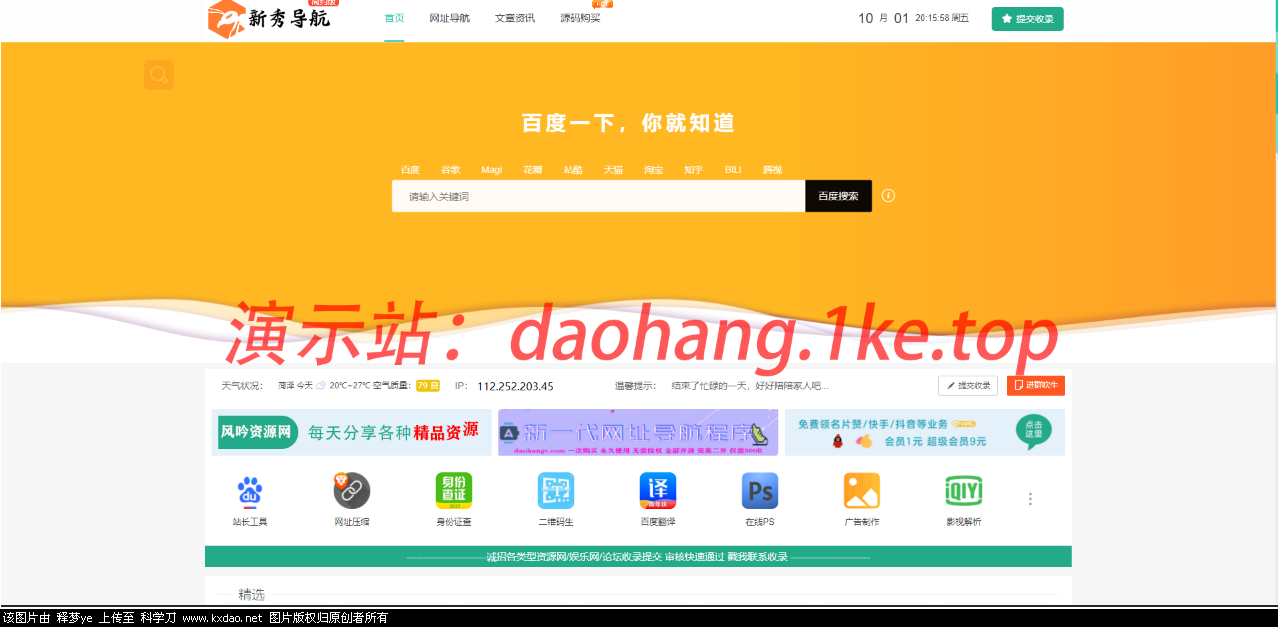 新秀导航
简约版
首页
网址导航
文章资讯
源码购买
10 月 01 20:15:58 周五
提交收录
百度一下，你就知道
百度 谷歌 Magi 花瓣 站酷 天猫 淘宝 知乎 BILI 腾视
请输入关键词
百度搜索
演示站：daohang.1ke.top
天气状况： 菏泽 今天 20℃~27℃ 空气质量： 79 良
IP： 112.252.203.45
温馨提示： 结束了忙碌的一天，好好陪陪家人吧...
提交收录
进群吹牛
风吟资源网 每天分享各种精品资源
新一代网址导航程序
daohangs.com 一次购买 永久使用 无需授权 全部开源 完美二开 仅需300R
免费领名片赞/快手/抖音等业务
会员1元 超级会员9元
点击
这里
du
身份
查证
译
Ps
iQIYI
站长工具
网址压缩
身份证查
二维码生
百度翻译
在线PS
广告制作
影视解析
诚招各类型资源网/娱乐网/论坛收录提交 审核快速通过 戳我联系收录
精选
该图片由 释梦ye 上传至 科学刀 www.kxdao.net 图片版权归原创者所有